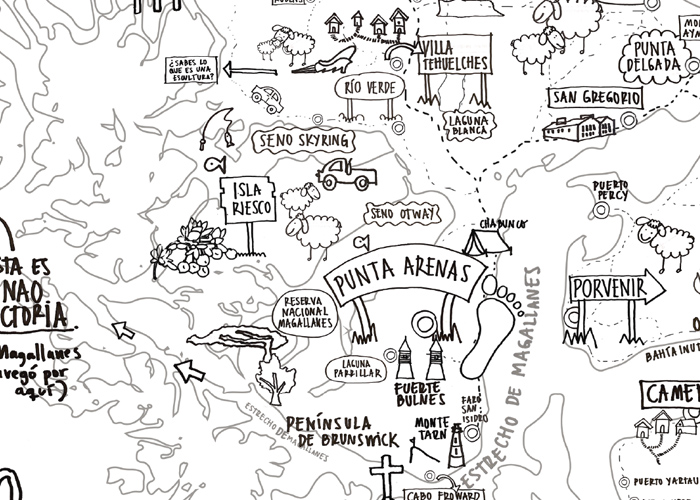 VILLA
TEHUELCHES
PUNTA
DELGADA
¿SABES LO
QUE ES UNA
ESCULTURA?
RÍO VERDE
SAN GREGORIO
LAGUNA
BLANCA
SENO SKYRING
ISLA
RIESCO
PUERTO
PERCY
SENO OTWAY
CHABUNCO
STA ES
NAO
CTORIA.
Magallanes
avegó por
aquí)
PUNTA ARENAS
PORVENIR
RESERVA
NACIONAL
MAGALLANES
ESTRECHO DE MAGALLANES
BAHÍA INUT
LAGUNA
PARRILLAR
FUERTE
BULNES
CAMER
FARO
SAN
ISIDRO
ESTRECHO DE MAGALLANES
PENÍNSULA
DE BRUNSWICK
MONTE
TARN
PUERTO YARTAU
CABO FROWARD